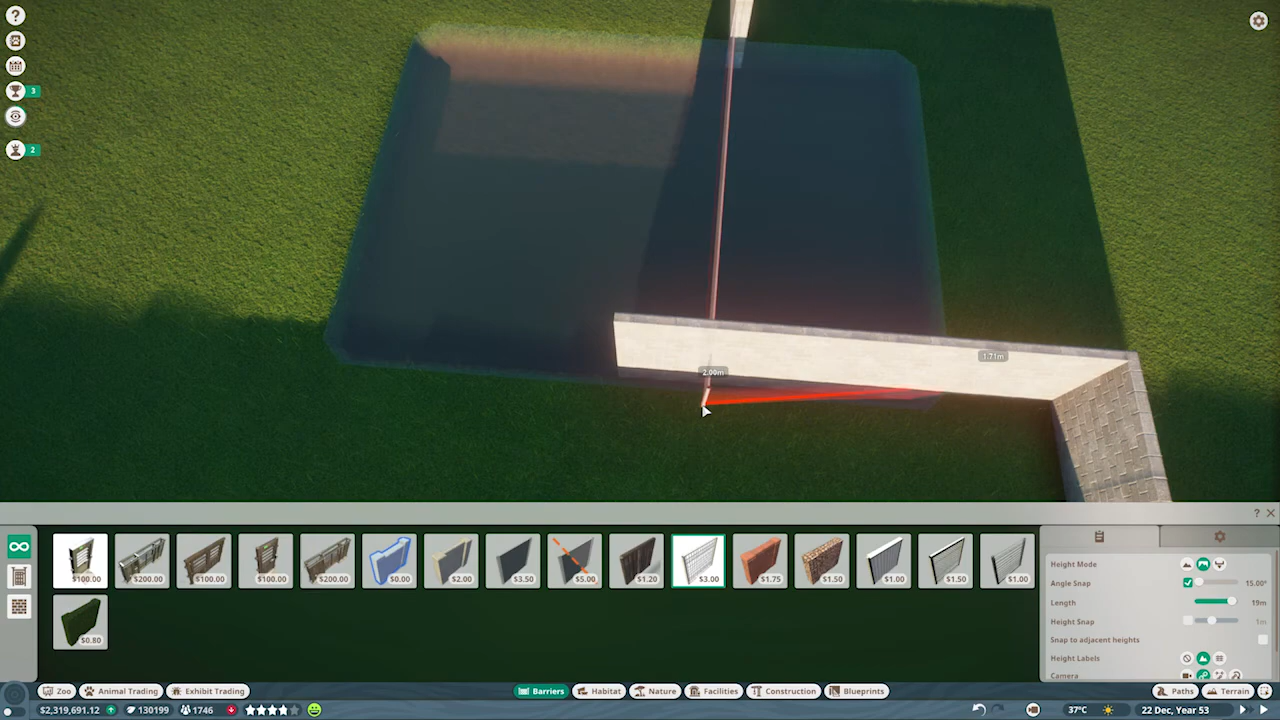 ?
3
2
1.71m
2.00m
? ×
$100.00 $200.00 $100.00 $100.00 $200.00 $0.00 $2.00 $3.50 $5.00 $1.20 $3.00 $1.75 $1.50 $1.00 $1.50 $1.00
$0.80
Height Mode
Angle Snap 15.00°
Length 19m
Height Snap 1m
Snap to adjacent heights
Height Labels
Camera
Zoo Animal Trading Exhibit Trading Barriers Habitat Nature Facilities Construction Blueprints Paths Terrain
$2,319,691.12 130199 1746 37°C 22 Dec, Year 53